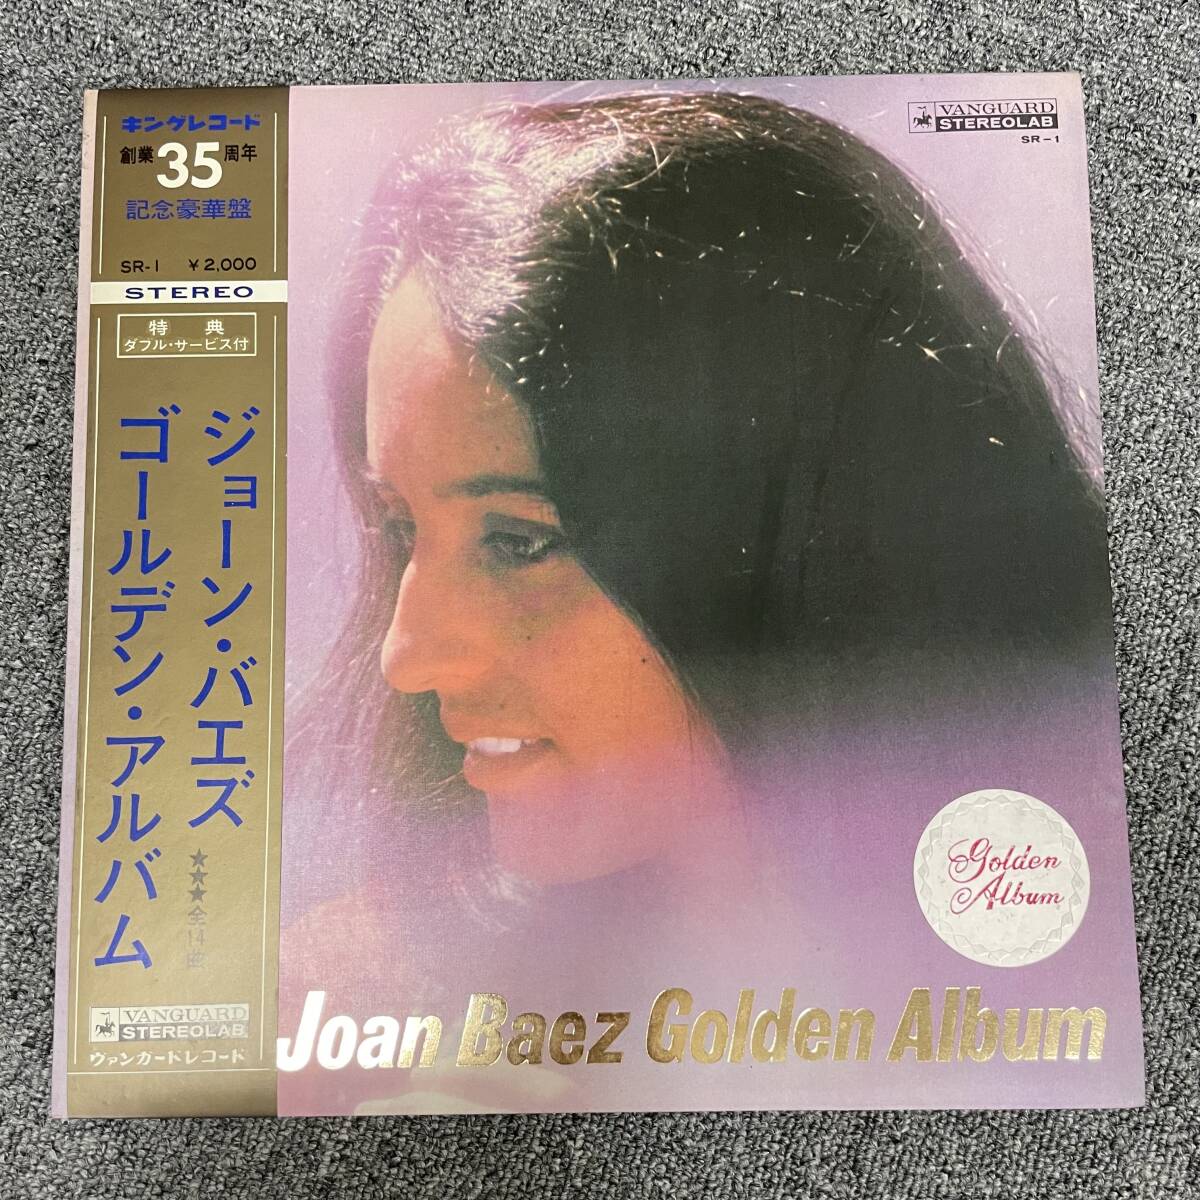 キングレコード
創業35周年
記念豪華盤
SR-1 ￥2,000
STEREO
特典
ダブル・サービス付
ジョーン・バエズ
ゴールデン・アルバム
★★★全14曲
VANGUARD
STEREOLAB
ヴァンガードレコード
VANGUARD
STEREOLAB
SR-1
Golden
Album
Joan Baez Golden Album